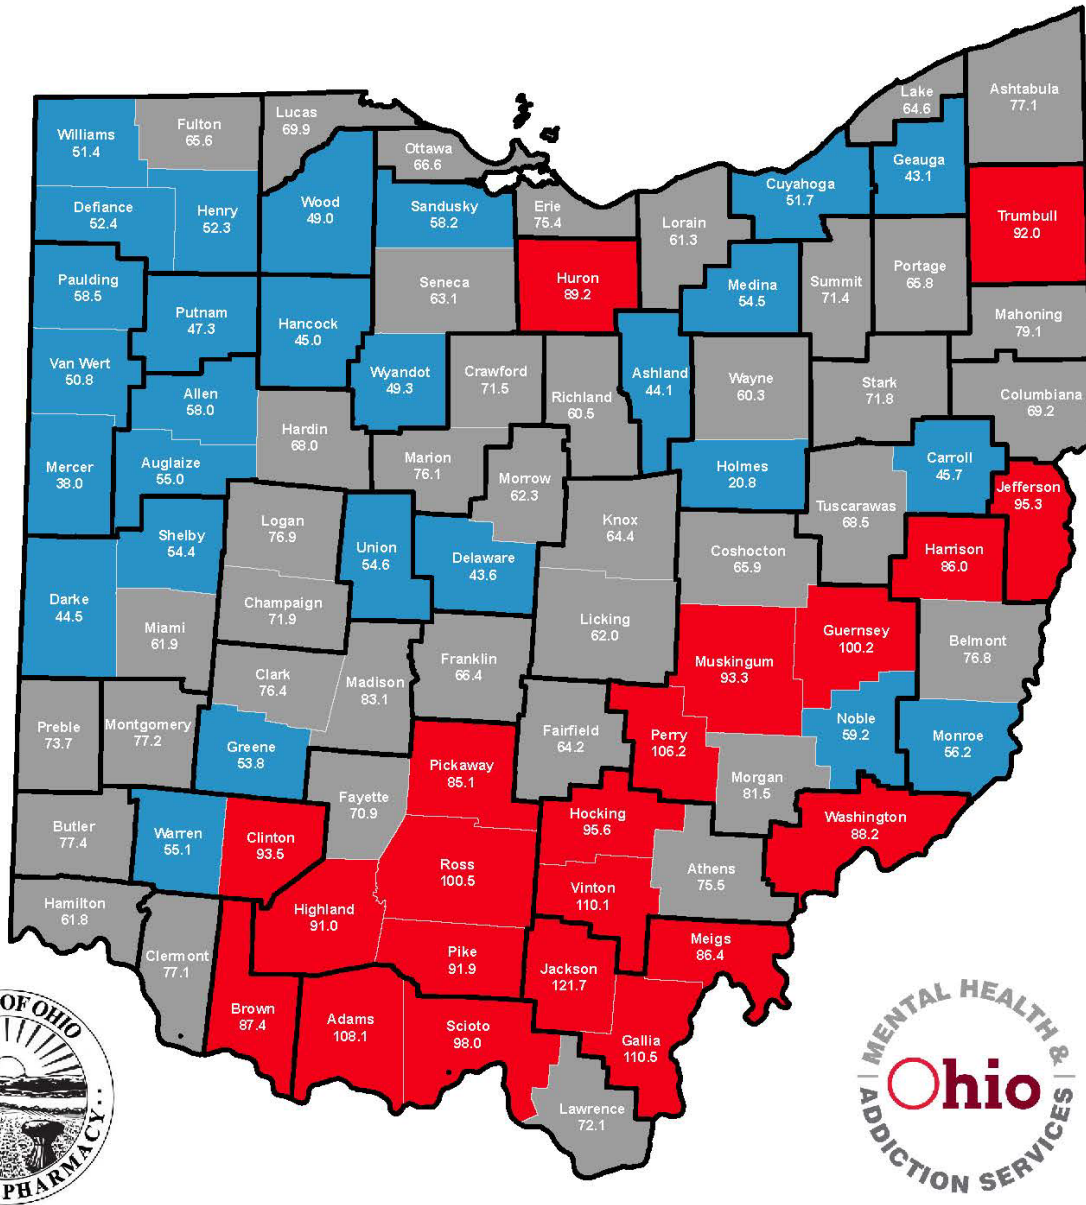 Williams
51.4
Fulton
65.6
Lucas
69.9
Ottawa
66.6
Lake
64.6
Ashtabula
77.1
Defiance
52.4
Henry
52.3
Wood
49.0
Sandusky
58.2
Erie
75.4
Lorain
61.3
Cuyahoga
51.7
Geauga
43.1
Trumbull
92.0
Paulding
58.5
Putnam
47.3
Hancock
45.0
Seneca
63.1
Huron
89.2
Medina
54.5
Summit
71.4
Portage
65.8
Mahoning
79.1
Van Wert
50.8
Allen
58.0
Wyandot
49.3
Crawford
71.5
Richland
60.5
Ashland
44.1
Wayne
60.3
Stark
71.8
Columbiana
69.2
Mercer
38.0
Auglaize
55.0
Hardin
68.0
Marion
76.1
Morrow
62.3
Holmes
20.8
Tuscarawas
68.5
Carroll
45.7
Jefferson
95.3
Shelby
54.4
Logan
76.9
Union
54.6
Delaware
43.6
Knox
64.4
Coshocton
65.9
Harrison
86.0
Darke
44.5
Miami
61.9
Champaign
71.9
Franklin
66.4
Licking
62.0
Muskingum
93.3
Guernsey
100.2
Belmont
76.8
Clark
76.4
Madison
83.1
Preble
73.7
Montgomery
77.2
Greene
53.8
Pickaway
85.1
Fairfield
64.2
Perry
106.2
Morgan
81.5
Noble
59.2
Monroe
56.2
Butler
77.4
Warren
55.1
Clinton
93.5
Fayette
70.9
Ross
100.5
Hocking
95.6
Vinton
110.1
Athens
75.5
Washington
88.2
Hamilton
61.8
Clermont
77.1
Highland
91.0
Pike
91.9
Jackson
121.7
Meigs
86.4
Brown
87.4
Adams
108.1
Scioto
98.0
Gallia
110.5
Lawrence
72.1
OF OHIO
PHARMACY
MENTAL HEALTH &
Ohio
ADDICTION SERVICES